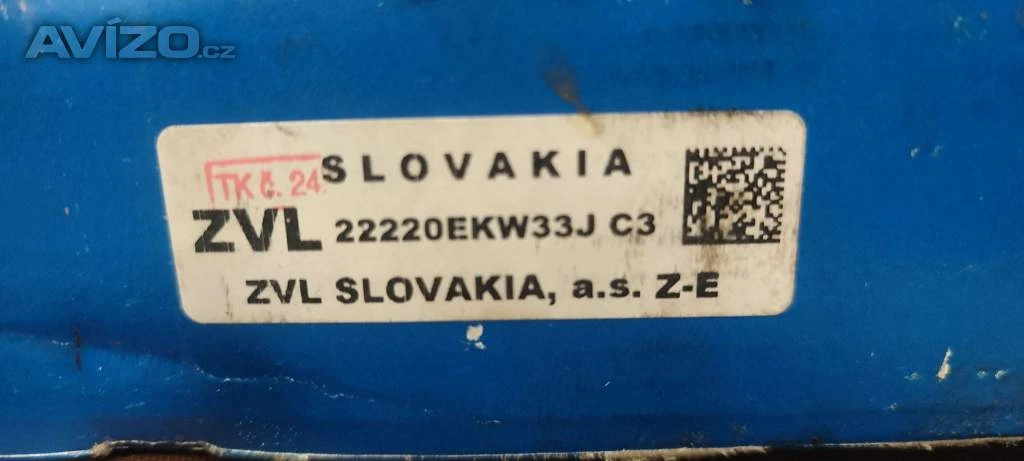 AVÍZO.cz
SLOVAKIA
TK č. 24
ZVL 22220EKW33J C3
ZVL SLOVAKIA, a.s. Z-E